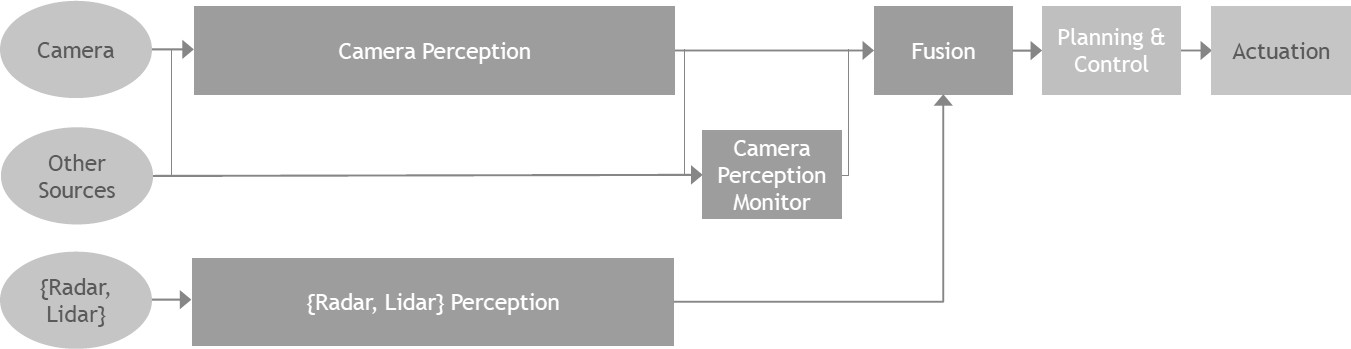 Camera
Camera Perception
Fusion
Planning &
Control
Actuation
Other
Sources
Camera
Perception
Monitor
{Radar,
Lidar}
{Radar, Lidar} Perception